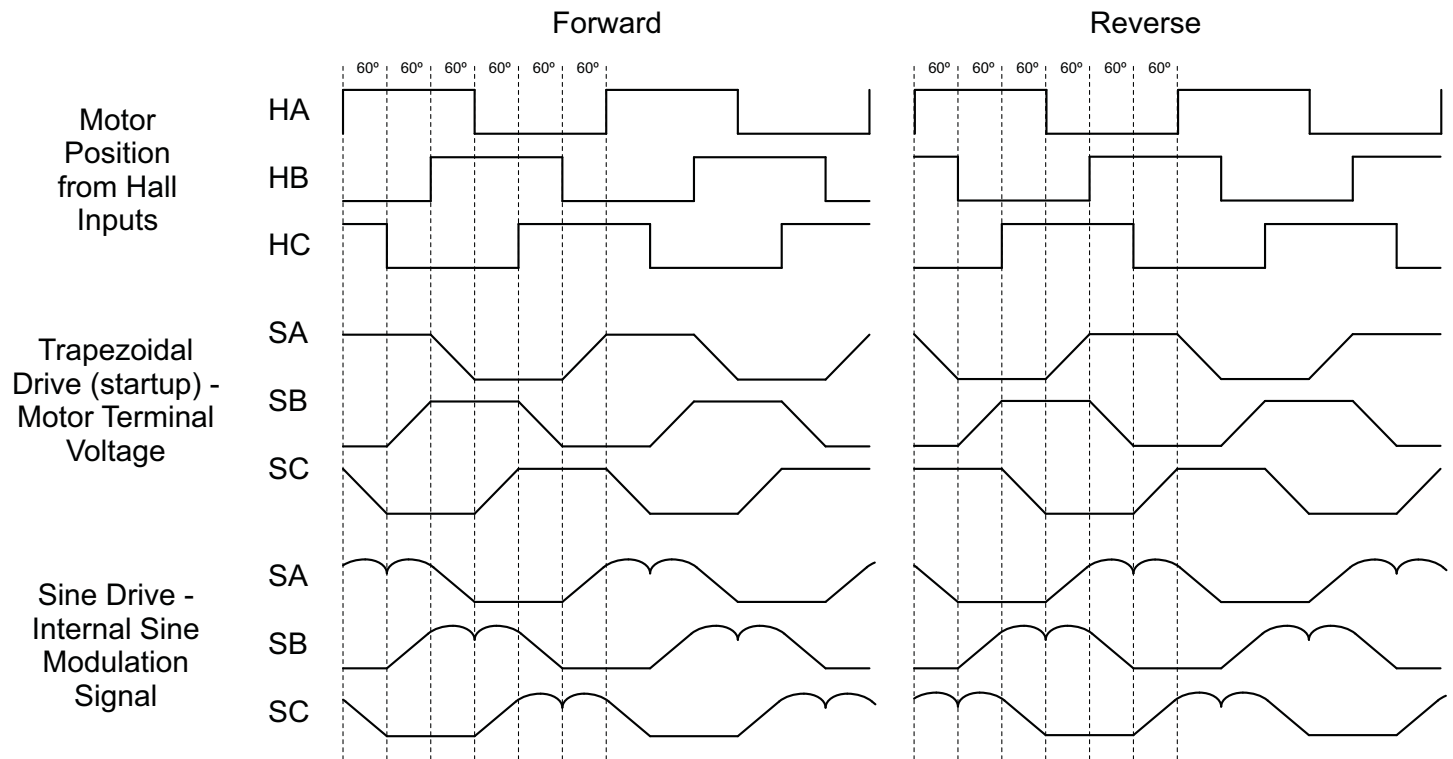 Forward
Reverse
60º 60º 60º 60º 60º 60º
60º 60º 60º 60º 60º 60º
Motor
Position
from Hall
Inputs
HA
HB
HC
Trapezoidal
Drive (startup) -
Motor Terminal
Voltage
SA
SB
SC
Sine Drive -
Internal Sine
Modulation
Signal
SA
SB
SC